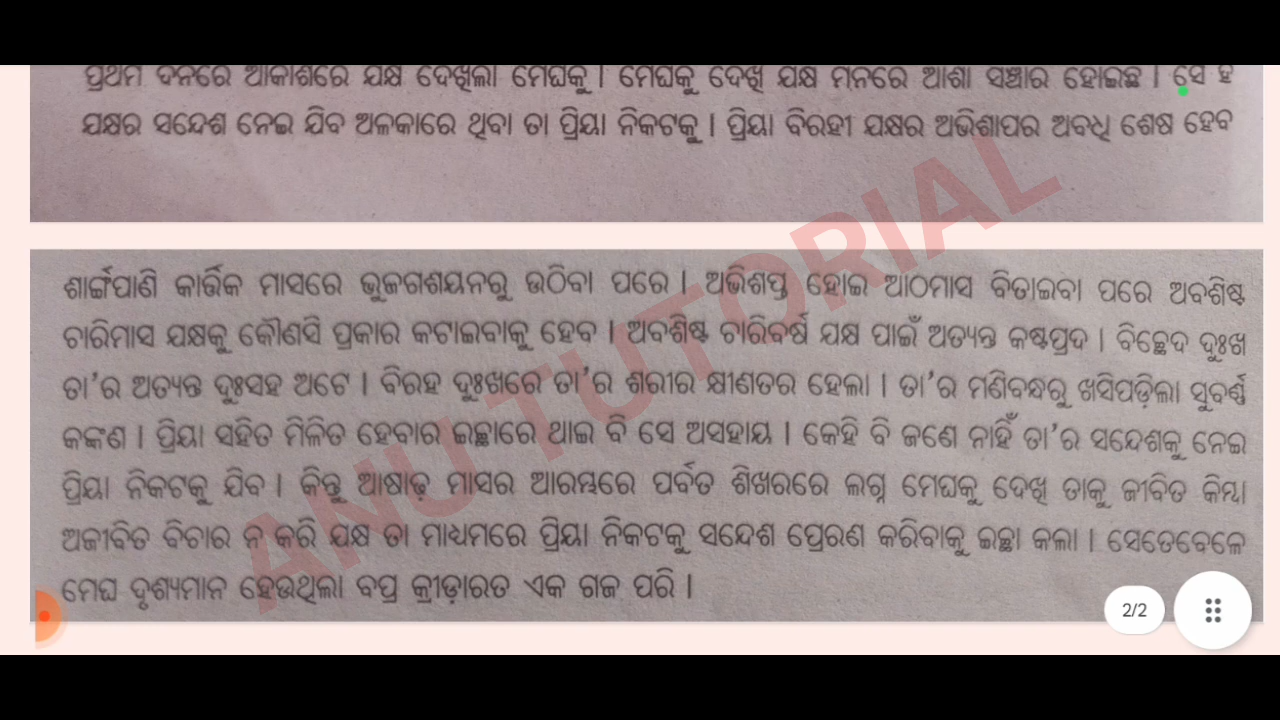 ପ୍ରଥମ ଦିନରେ ଆକାଶରେ ଯକ୍ଷ ଦେଖିଲା ମେଘକୁ । ମେଘକୁ ଦେଖି ଯକ୍ଷ ମନରେ ଆଶା ସଞ୍ଚାର ହୋଇଛି । ସେ ହିଁ
ଯକ୍ଷର ସନ୍ଦେଶ ନେଇ ଯିବ ଅଳକାରେ ଥିବା ତା ପ୍ରିୟା ନିକଟକୁ । ପ୍ରିୟା ବିରହୀ ଯକ୍ଷର ଅଭିଶାପର ଅବଧି ଶେଷ ହେବ
ଶାର୍ଙ୍ଗପାଣି କାର୍ତ୍ତିକ ମାସରେ ଭୁଜଗଶୟନରୁ ଉଠିବା ପରେ । ଅଭିଶପ୍ତ ହୋଇ ଆଠମାସ ବିତାଇବା ପରେ ଅବଶିଷ୍ଟ
ଚାରିମାସ ଯକ୍ଷକୁ କୌଣସି ପ୍ରକାର କଟାଇବାକୁ ହେବ । ଅବଶିଷ୍ଟ ଚାରିବର୍ଷ ଯକ୍ଷ ପାଇଁ ଅତ୍ୟନ୍ତ କଷ୍ଟପ୍ରଦ । ବିଚ୍ଛେଦ ଦୁଃଖ
ତା’ର ଅତ୍ୟନ୍ତ ଦୁଃସହ ଅଟେ । ବିରହ ଦୁଃଖରେ ତା’ର ଶରୀର କ୍ଷୀଣତର ହେଲା । ତା’ର ମଣିବନ୍ଧରୁ ଖସିପଡ଼ିଲା ସୁବର୍ଣ୍ଣ
କଙ୍କଣ । ପ୍ରିୟା ସହିତ ମିଳିତ ହେବାର ଇଚ୍ଛାରେ ଥାଇ ବି ସେ ଅସହାୟ । କେହି ବି ଜଣେ ନାହିଁ ତା’ର ସନ୍ଦେଶକୁ ନେଇ
ପ୍ରିୟା ନିକଟକୁ ଯିବ । କିନ୍ତୁ ଆଷାଢ଼ ମାସର ଆରମ୍ଭରେ ପର୍ବତ ଶିଖରରେ ଲଗ୍ନ ମେଘକୁ ଦେଖି ତାକୁ ଜୀବିତ କିମ୍ବା
ଅଜୀବିତ ବିଚାର ନ କରି ଯକ୍ଷ ତା ମାଧ୍ୟମରେ ପ୍ରିୟା ନିକଟକୁ ସନ୍ଦେଶ ପ୍ରେରଣ କରିବାକୁ ଇଚ୍ଛା କଲା । ସେତେବେଳେ
ମେଘ ଦୃଶ୍ୟମାନ ହେଉଥିଲା ବପ୍ର କ୍ରୀଡ଼ାରତ ଏକ ଗଜ ପରି ।
ANU TUTORIAL
2/2